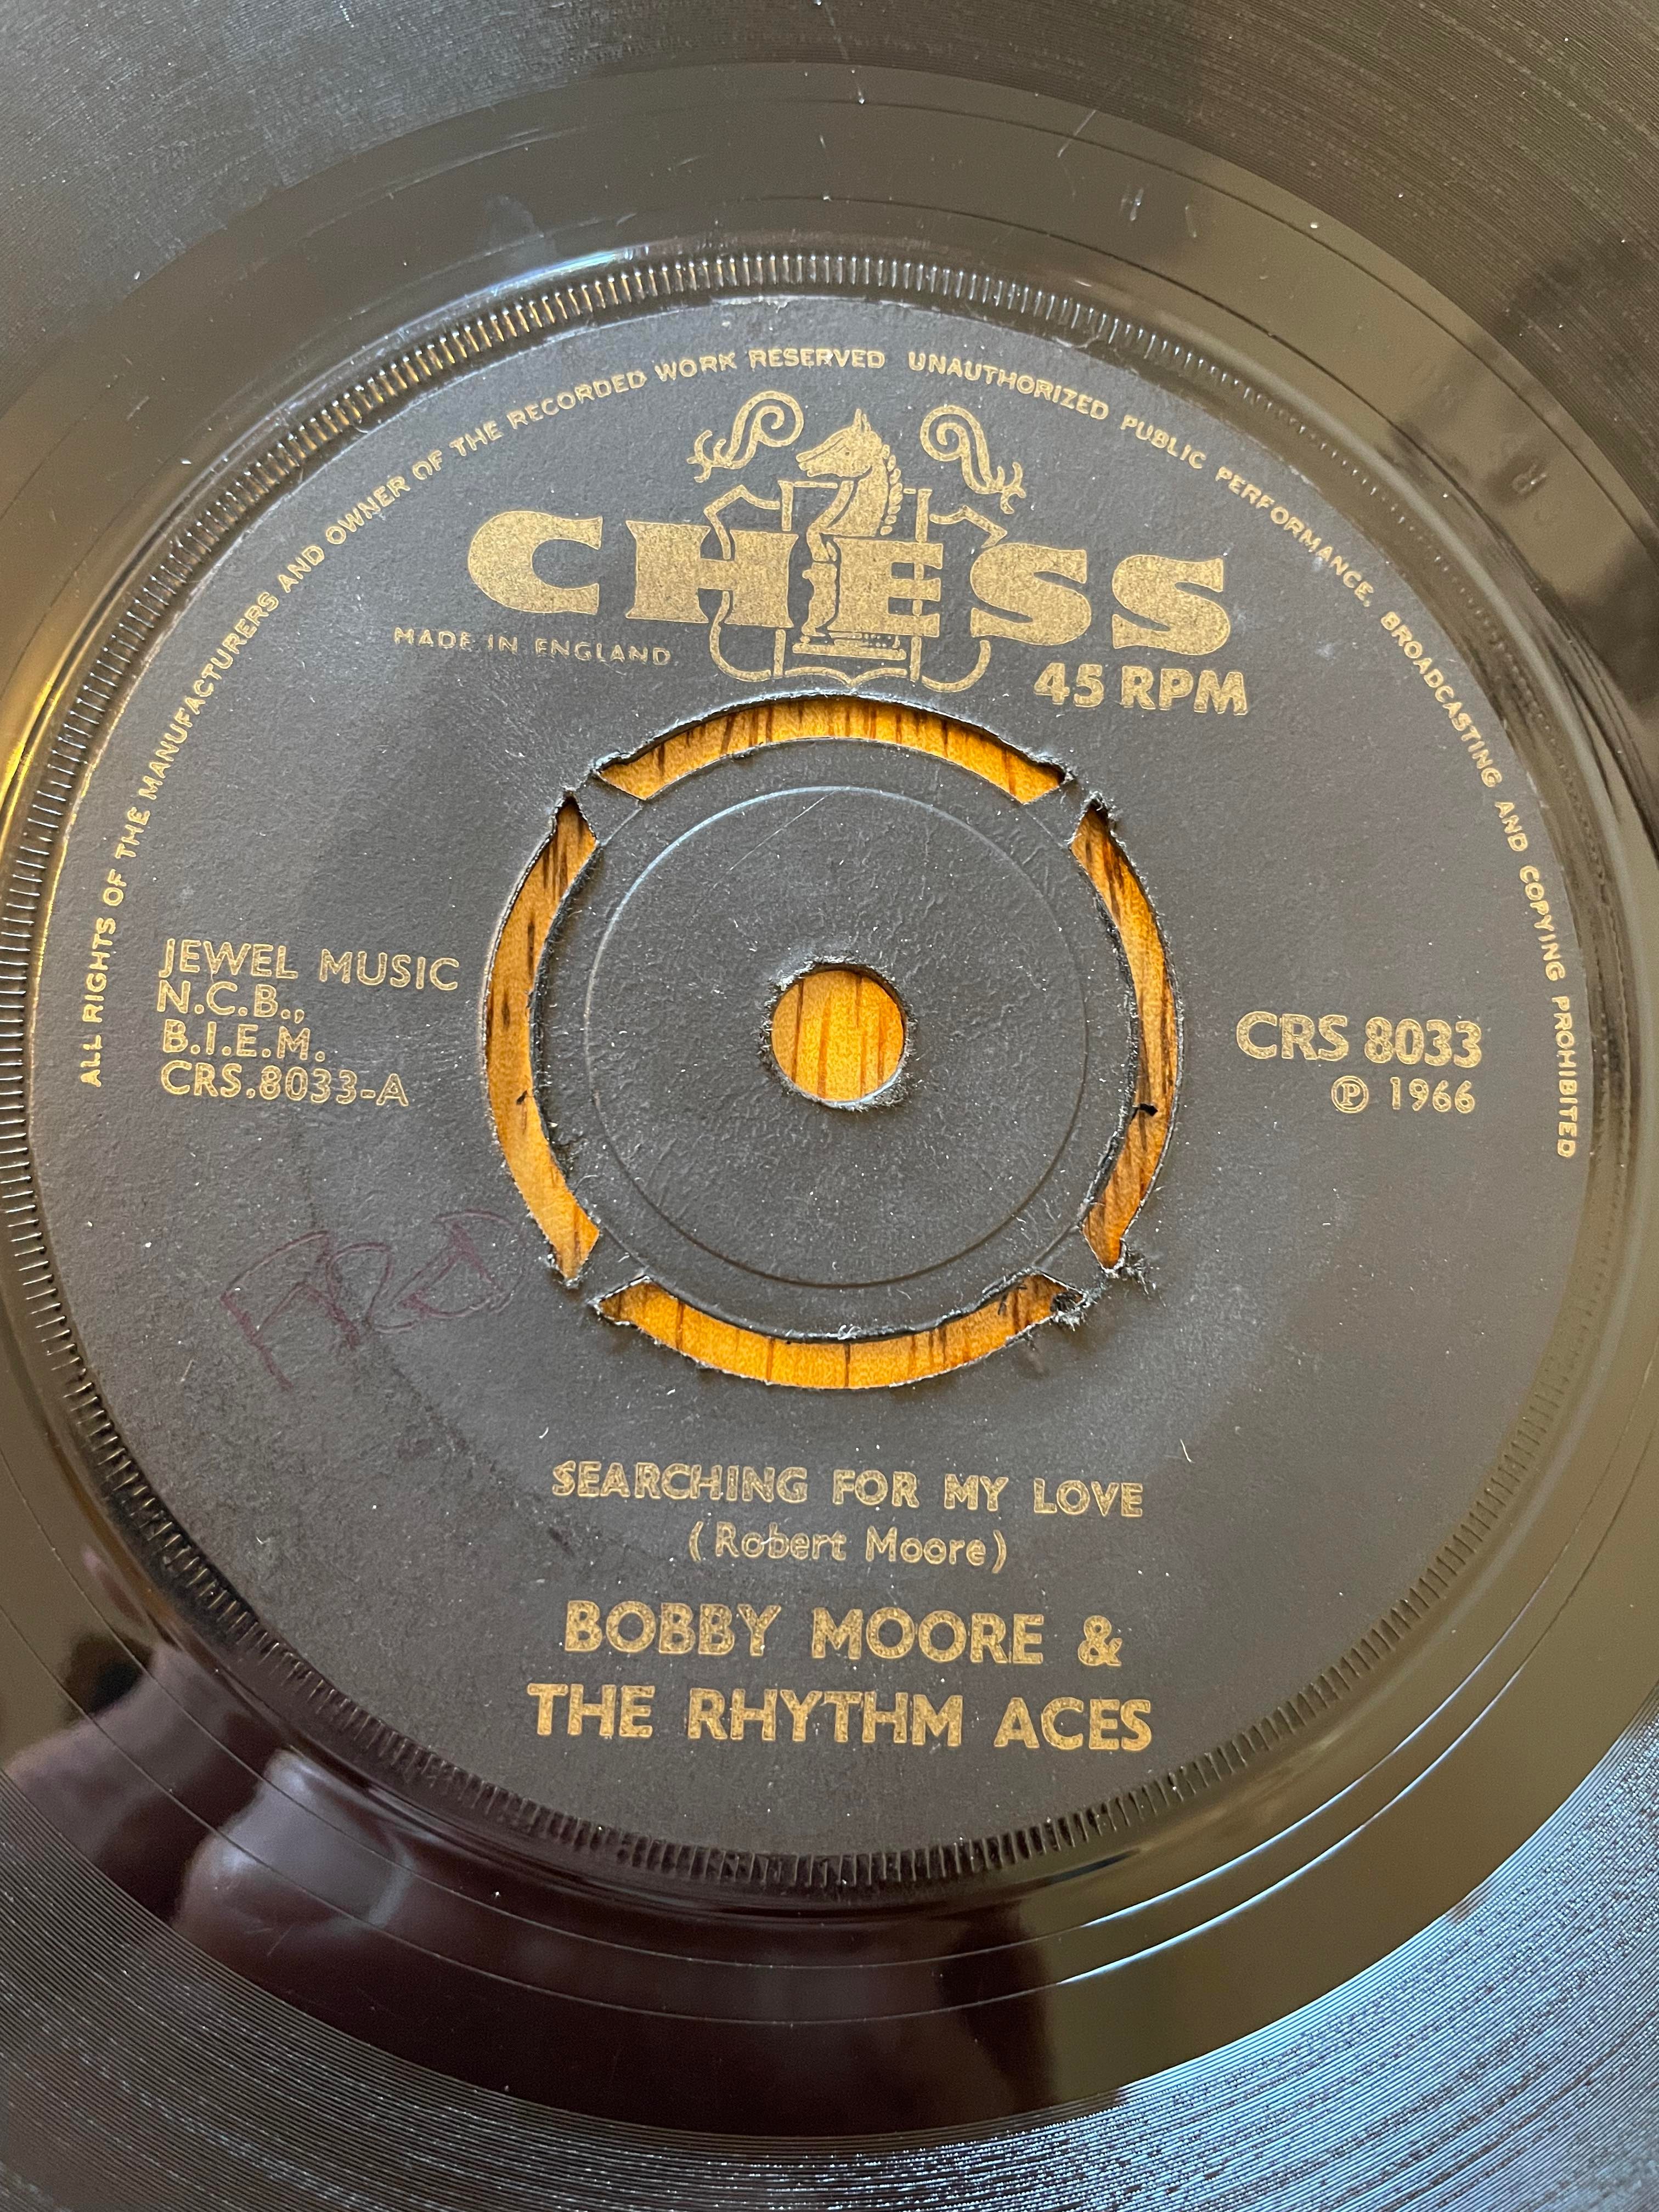 ALL RIGHTS OF THE MANUFACTURERS AND OWNER OF THE RECORDED WORK RESERVED UNAUTHORIZED PUBLIC PERFORMANCE, BROADCASTING AND COPYING PROHIBITED
CHESS
MADE IN ENGLAND
45 RPM
JEWEL MUSIC
N.C.B.,
B.I.E.M.
CRS.8033-A
CRS 8033
℗ 1966
SEARCHING FOR MY LOVE
(Robert Moore)
BOBBY MOORE &
THE RHYTHM ACES